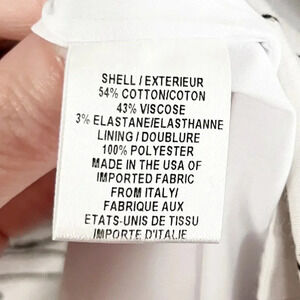 SHELL / EXTERIEUR
54% COTTON/COTON
43% VISCOSE
3% ELASTANE/ELASTHANNE
LINING / DOUBLURE
100% POLYESTER
MADE IN THE USA OF
IMPORTED FABRIC
FROM ITALY/
FABRIQUE AUX
ETATS-UNIS DE TISSU
IMPORTE D'ITALIE